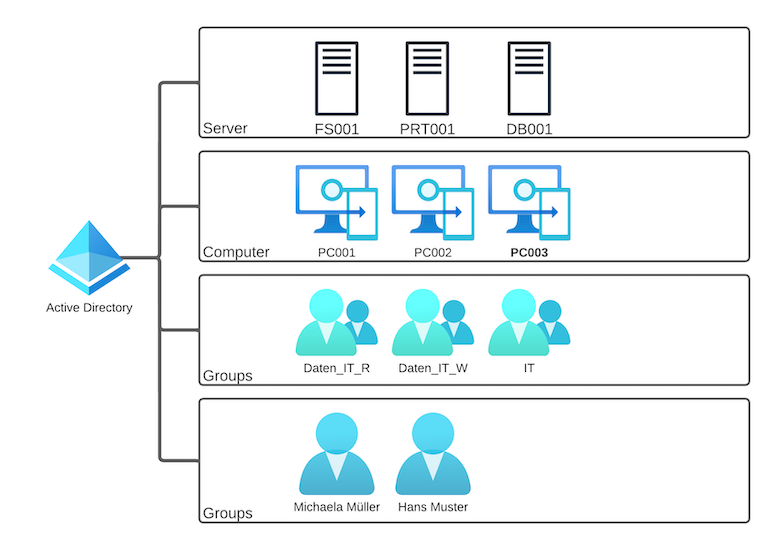 FS001
PRT001
DB001
Server
PC001
PC002
PC003
Computer
Active Directory
Daten_IT_R
Daten_IT_W
IT
Groups
Michaela Müller
Hans Muster
Groups